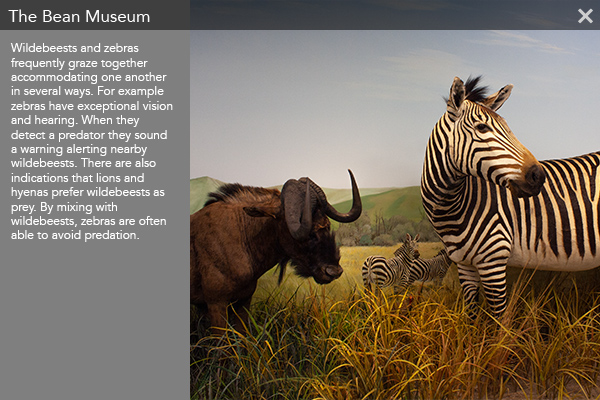 The Bean Museum
Wildebeests and zebras
frequently graze together
accommodating one another
in several ways. For example
zebras have exceptional vision
and hearing. When they
detect a predator they sound
a warning alerting nearby
wildebeests. There are also
indications that lions and
hyenas prefer wildebeests as
prey. By mixing with
wildebeests, zebras are often
able to avoid predation.